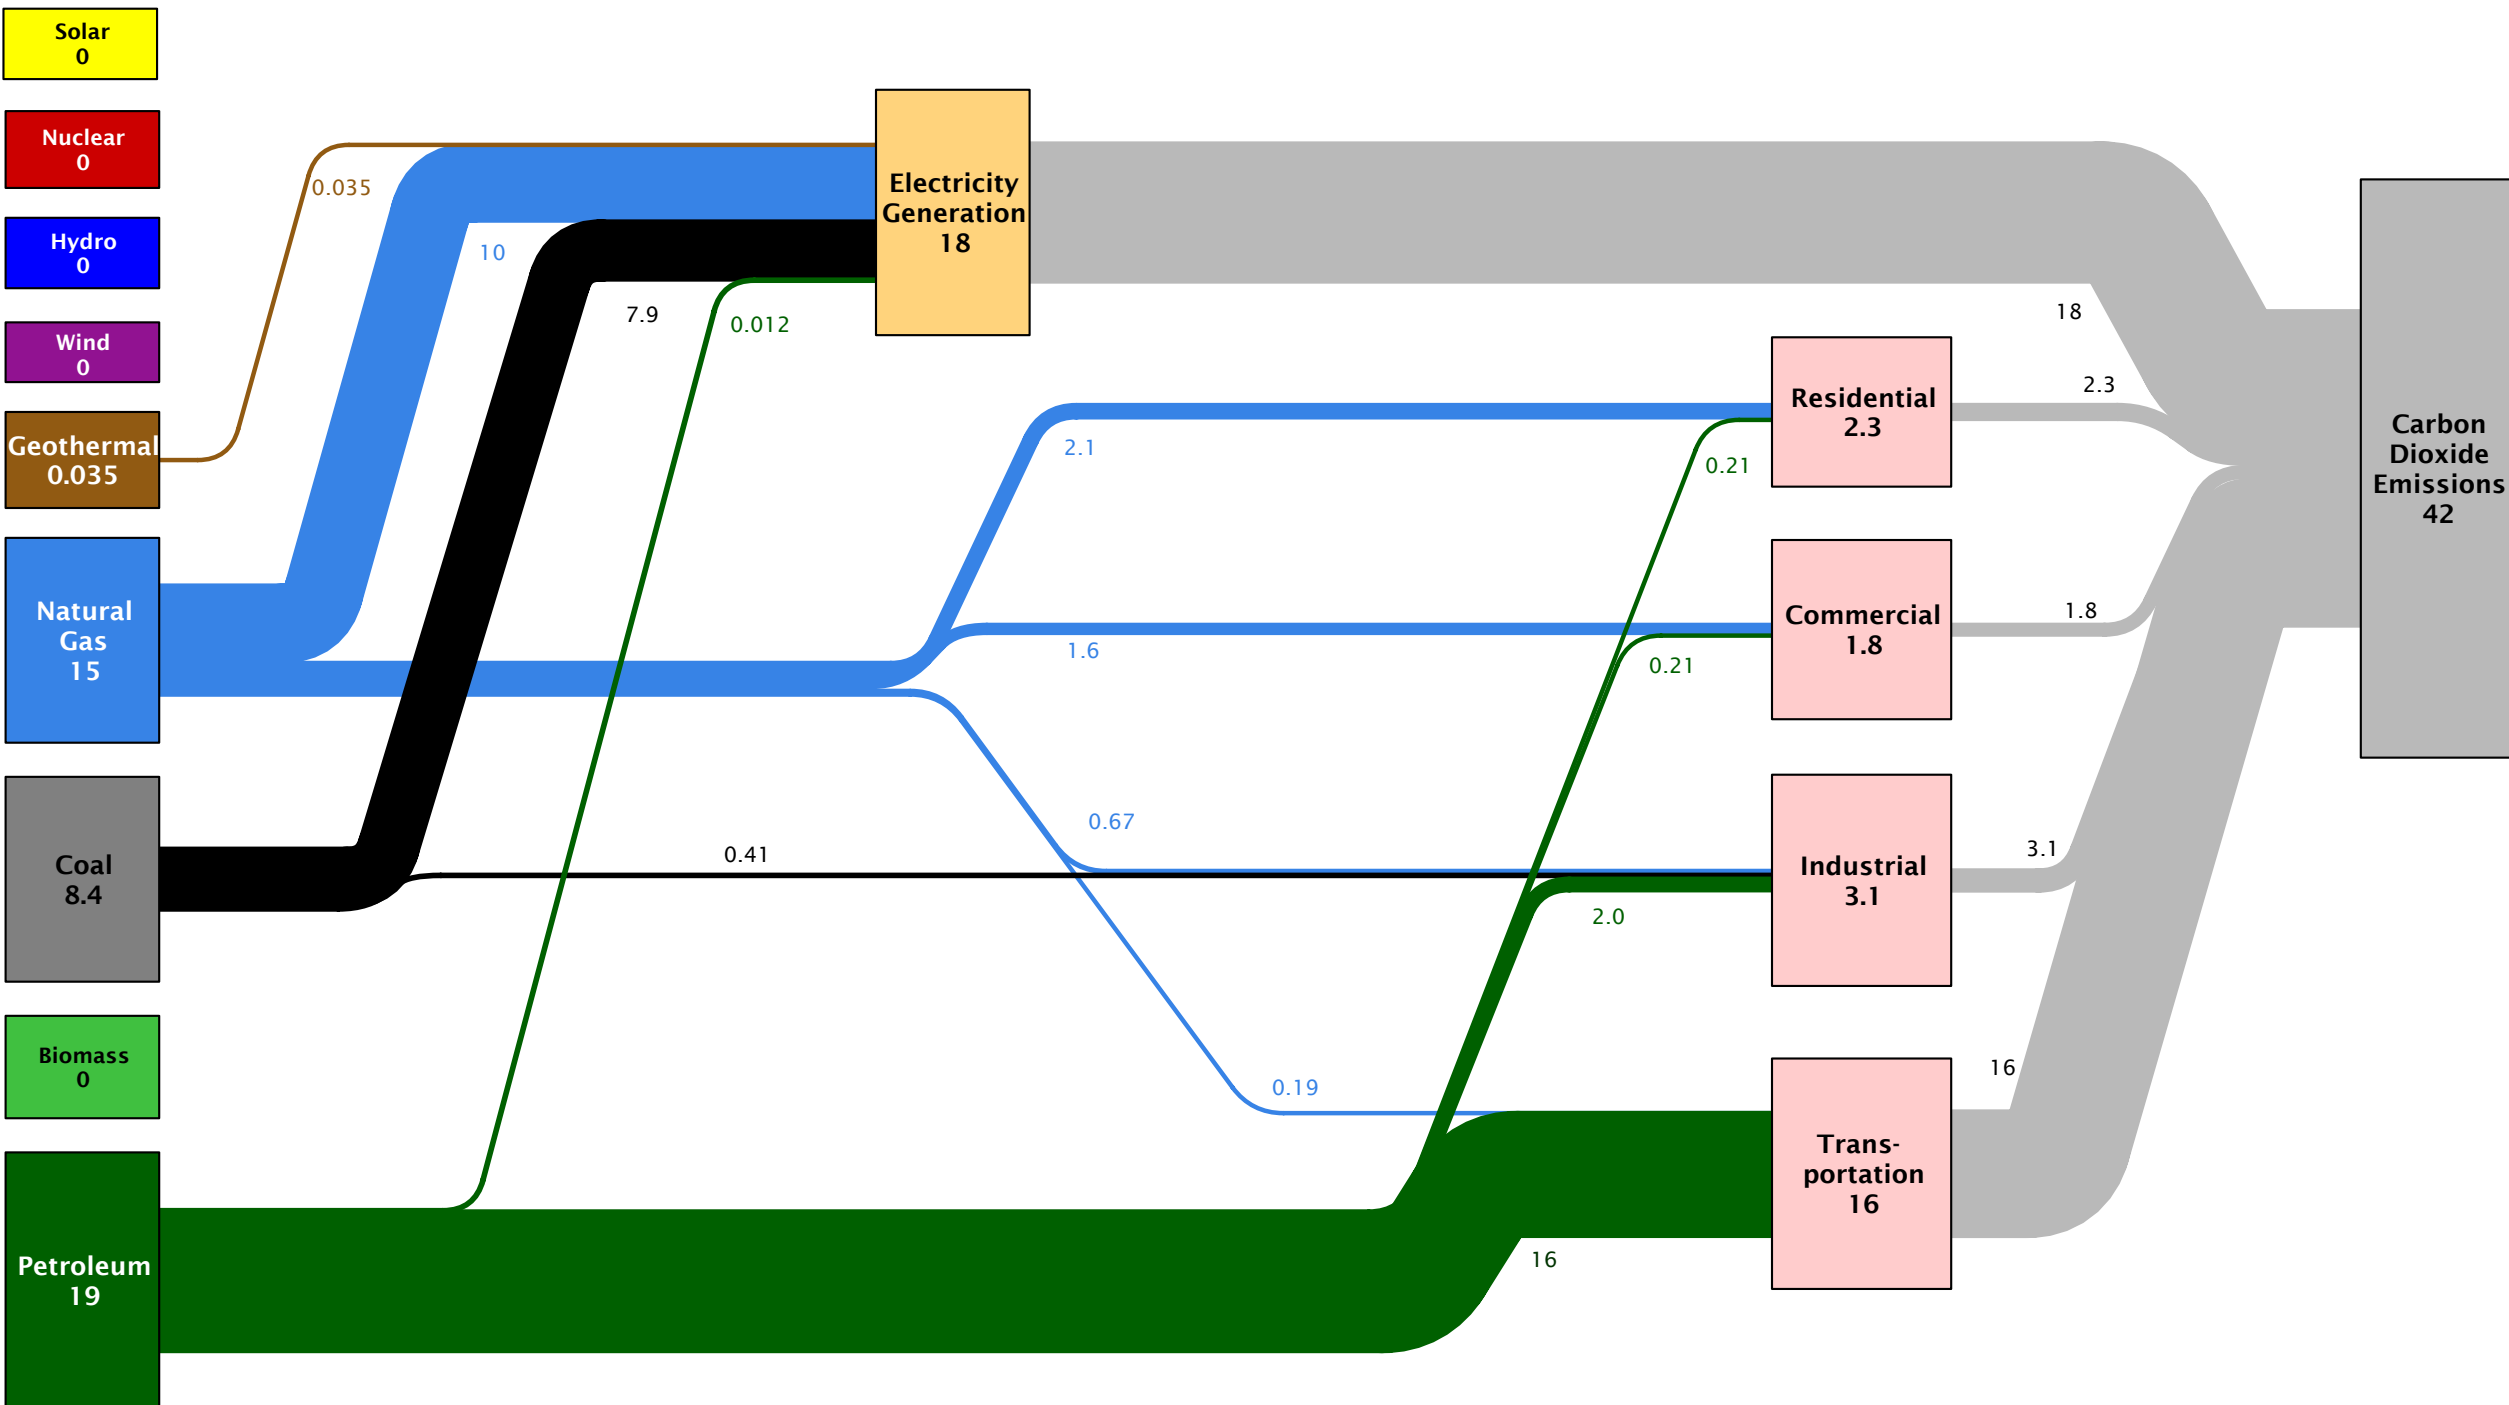 Solar
0
Nuclear
0
Hydro
0
Wind
0
Geothermal
0.035
Natural
Gas
15
Coal
8.4
Biomass
0
Petroleum
19
0.035
10
7.9
0.012
Electricity
Generation
18
2.1
1.6
0.67
0.41
0.19
0.21
0.21
2.0
16
Residential
2.3
Commercial
1.8
Industrial
3.1
Trans-
portation
16
18
2.3
1.8
3.1
16
Carbon
Dioxide
Emissions
42